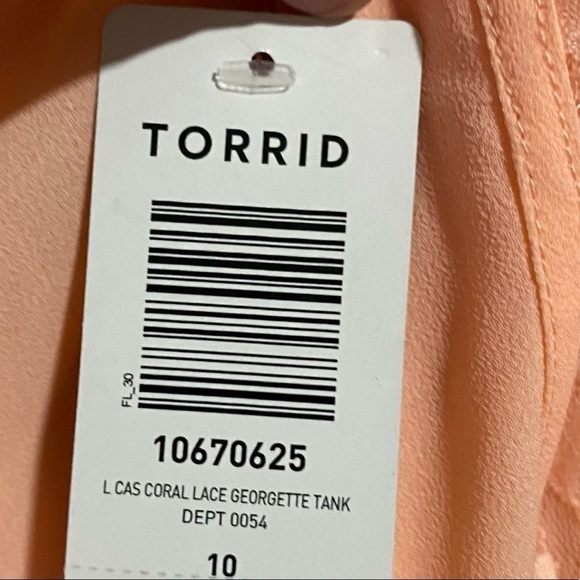 TORRID
FL_30
10670625
L CAS CORAL LACE GEORGETTE TANK
DEPT 0054
10